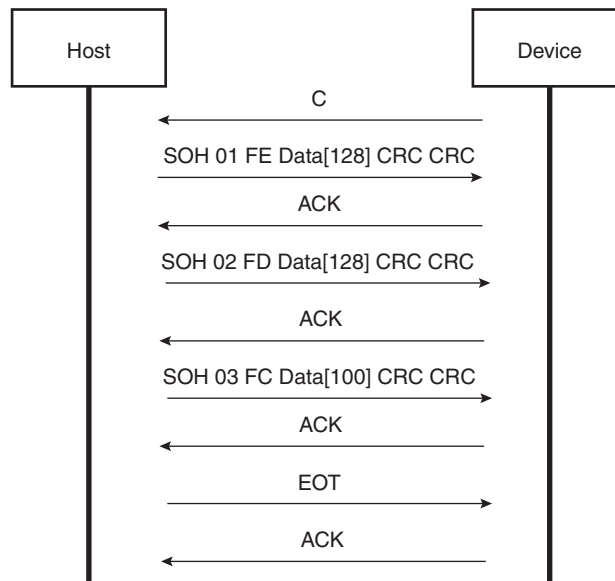 Host
Device
C
SOH 01 FE Data[128] CRC CRC
ACK
SOH 02 FD Data[128] CRC CRC
ACK
SOH 03 FC Data[100] CRC CRC
ACK
EOT
ACK